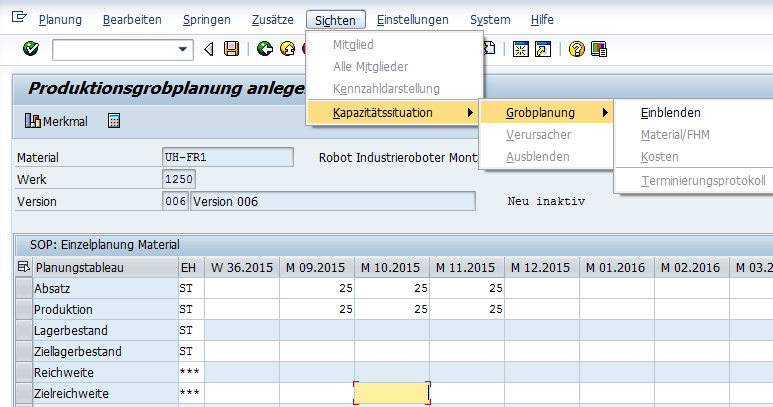 Planung Bearbeiten Springen Zusätze Sichten Einstellungen System Hilfe
Mitglied
Alle Mitglieder
Kennzahldarstellung
Kapazitätssituation
Grobplanung
Verursacher
Ausblenden
Einblenden
Material/FHM
Kosten
Terminierungsprotokoll
Produktionsgrobplanung anlege
Merkmal
Material UH-FR1 Robot Industrieroboter Mont
Werk 1250
Version 006 Version 006 Neu inaktiv
SOP: Einzelplanung Material
Planungstableau EH W 36.2015 M 09.2015 M 10.2015 M 11.2015 M 12.2015 M 01.2016 M 02.2016 M 03.2
Absatz ST 25 25 25
Produktion ST 25 25 25
Lagerbestand ST
Ziellagerbestand ST
Reichweite ***
Zielreichweite ***